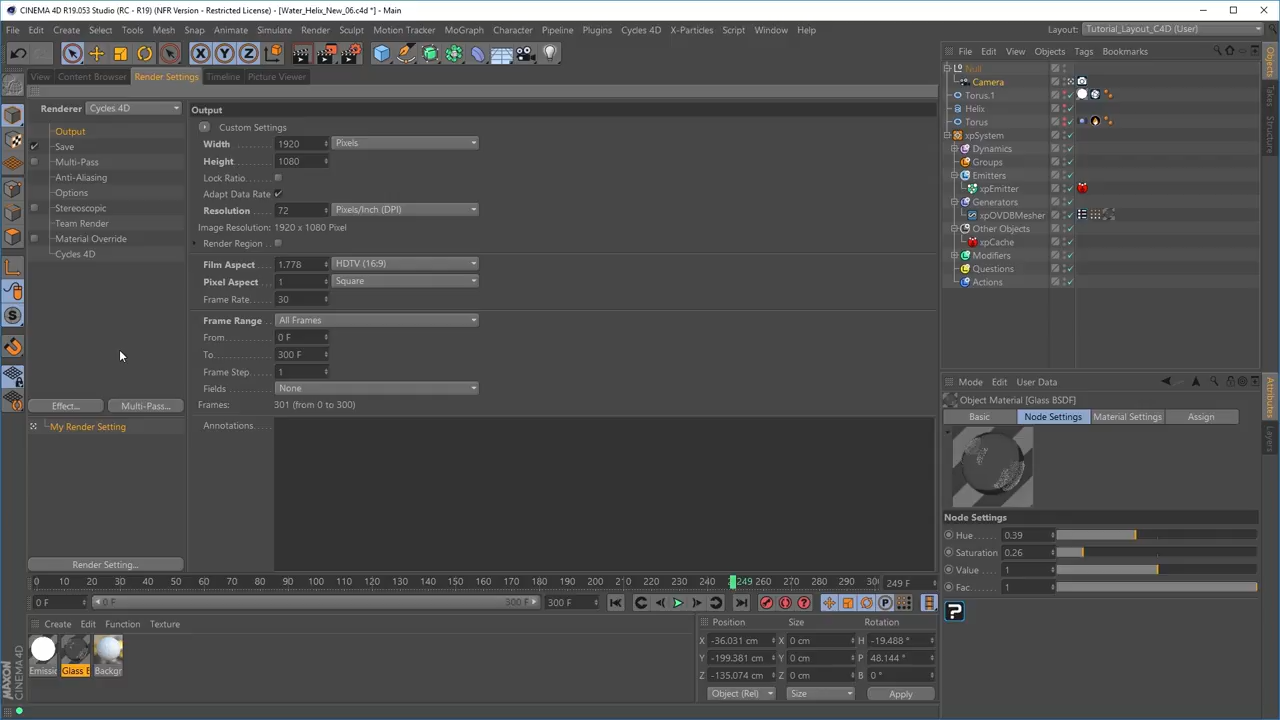 CINEMA 4D R19.053 Studio (RC - R19) (NFR Version - Restricted License) - [Water_Helix_New_06.c4d *] - Main
File Edit Create Select Tools Mesh Snap Animate Simulate Render Sculpt Motion Tracker MoGraph Character Pipeline Plugins Cycles 4D X-Particles Script Window Help Layout: Tutorial_Layout_C4D (User)
X Y Z
File Edit View Objects Tags Bookmarks
View Content Browser Render Settings Timeline Picture Viewer
Renderer Cycles 4D
Output
Save
Multi-Pass
Anti-Aliasing
Options
Stereoscopic
Team Render
Material Override
Cycles 4D
Effect... Multi-Pass...
My Render Setting
Render Setting...
Output
Custom Settings
Width 1920 Pixels
Height 1080
Lock Ratio
Adapt Data Rate
Resolution 72 Pixels/Inch (DPI)
Image Resolution: 1920 x 1080 Pixel
Render Region
Film Aspect 1.778 HDTV (16:9)
Pixel Aspect 1 Square
Frame Rate 30
Frame Range All Frames
From 0 F
To 300 F
Frame Step 1
Fields None
Frames: 301 (from 0 to 300)
Annotations
Null
Camera
Torus.1
Helix
Torus
xpSystem
Dynamics
Groups
Emitters
xpEmitter
Generators
xpOVDBMesher
Other Objects
xpCache
Modifiers
Questions
Actions
Objects
Takes
Structure
Mode Edit User Data
Object Material [Glass BSDF]
Basic Node Settings Material Settings Assign
Node Settings
Hue 0.39
Saturation 0.26
Value 1
Fac 1
Attributes
Layers
0 10 20 30 40 50 60 70 80 90 100 110 120 130 140 150 160 170 180 190 200 210 220 230 240 249 260 270 280 290 30 249 F
0 F 0 F 300 F 300 F
Create Edit Function Texture
Emissi Glass B Backgr
Position Size Rotation
X -36.031 cm X 0 cm H -19.488 °
Y -199.381 cm Y 0 cm P 48.144 °
Z -135.074 cm Z 0 cm B 0 °
Object (Rel) Size Apply
MAXON
CINEMA 4D